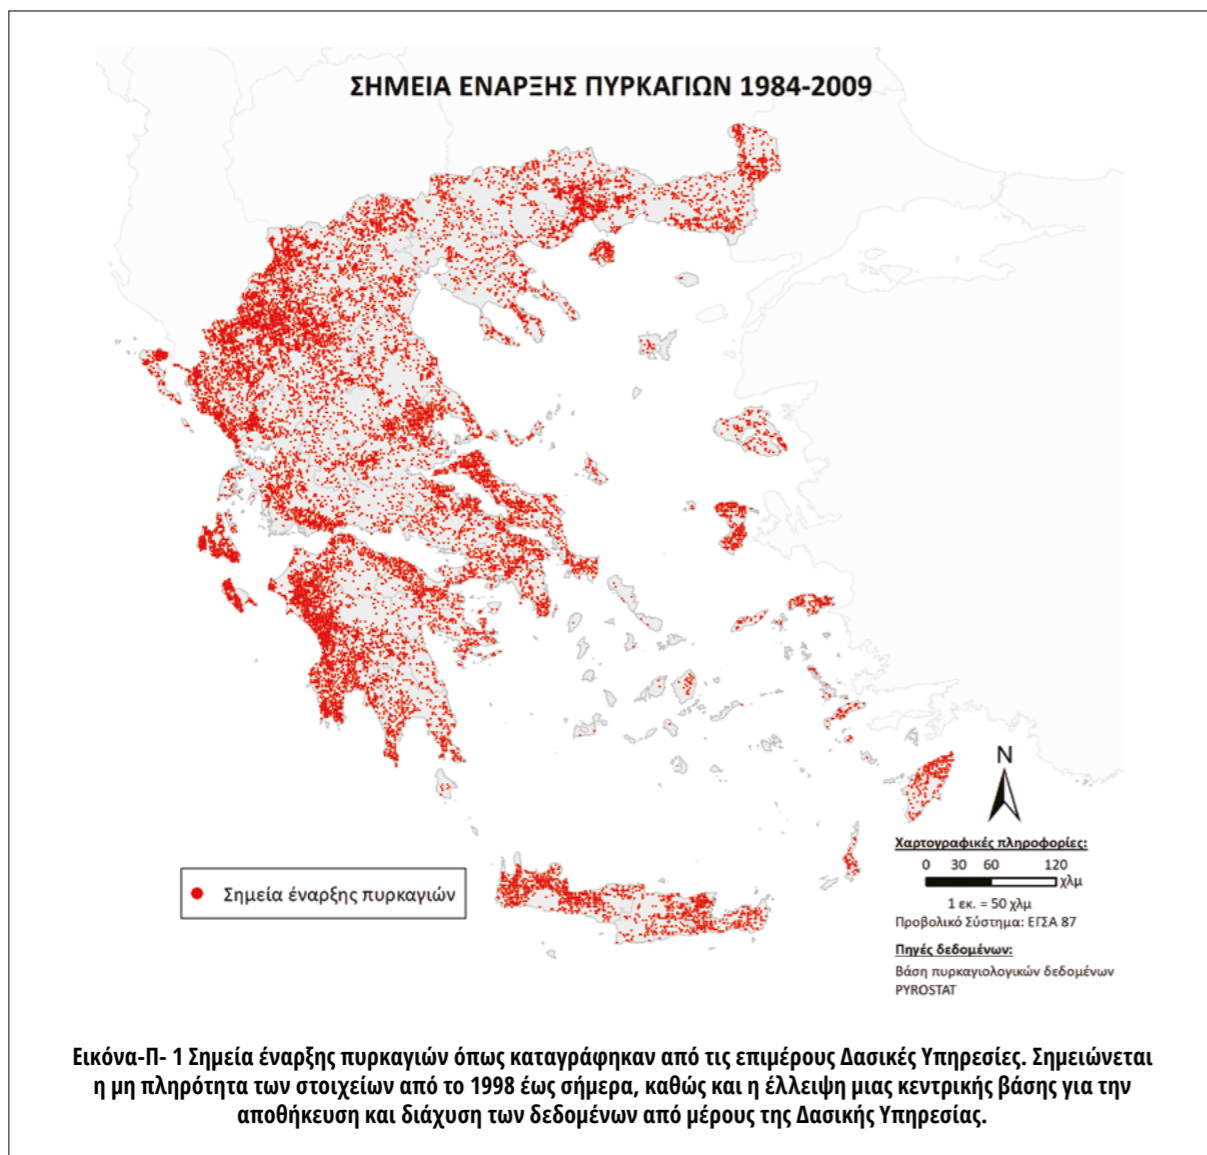 ΣΗΜΕΙΑ ΕΝΑΡΞΗΣ ΠΥΡΚΑΓΙΩΝ 1984-2009
N
Χαρτογραφικές πληροφορίες:
0 30 60 120
χλμ
1 εκ. = 50 χλμ
Προβολικό Σύστημα: ΕΓΣΑ 87
Πηγές δεδομένων:
Βάση πυρκαγιολογικών δεδομένων
PYROSTAT
Σημεία έναρξης πυρκαγιών
Εικόνα-Π- 1 Σημεία έναρξης πυρκαγιών όπως καταγράφηκαν από τις επιμέρους Δασικές Υπηρεσίες. Σημειώνεται
η μη πληρότητα των στοιχείων από το 1998 έως σήμερα, καθώς και η έλλειψη μιας κεντρικής βάσης για την
αποθήκευση και διάχυση των δεδομένων από μέρους της Δασικής Υπηρεσίας.